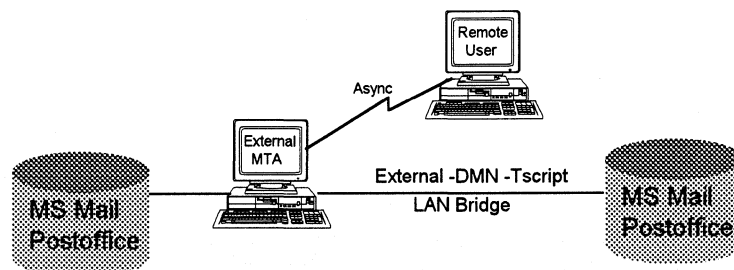 Remote
User
Async
External
MTA
External -DMN -Tscript
LAN Bridge
MS Mail
Postoffice
MS Mail
Postoffice